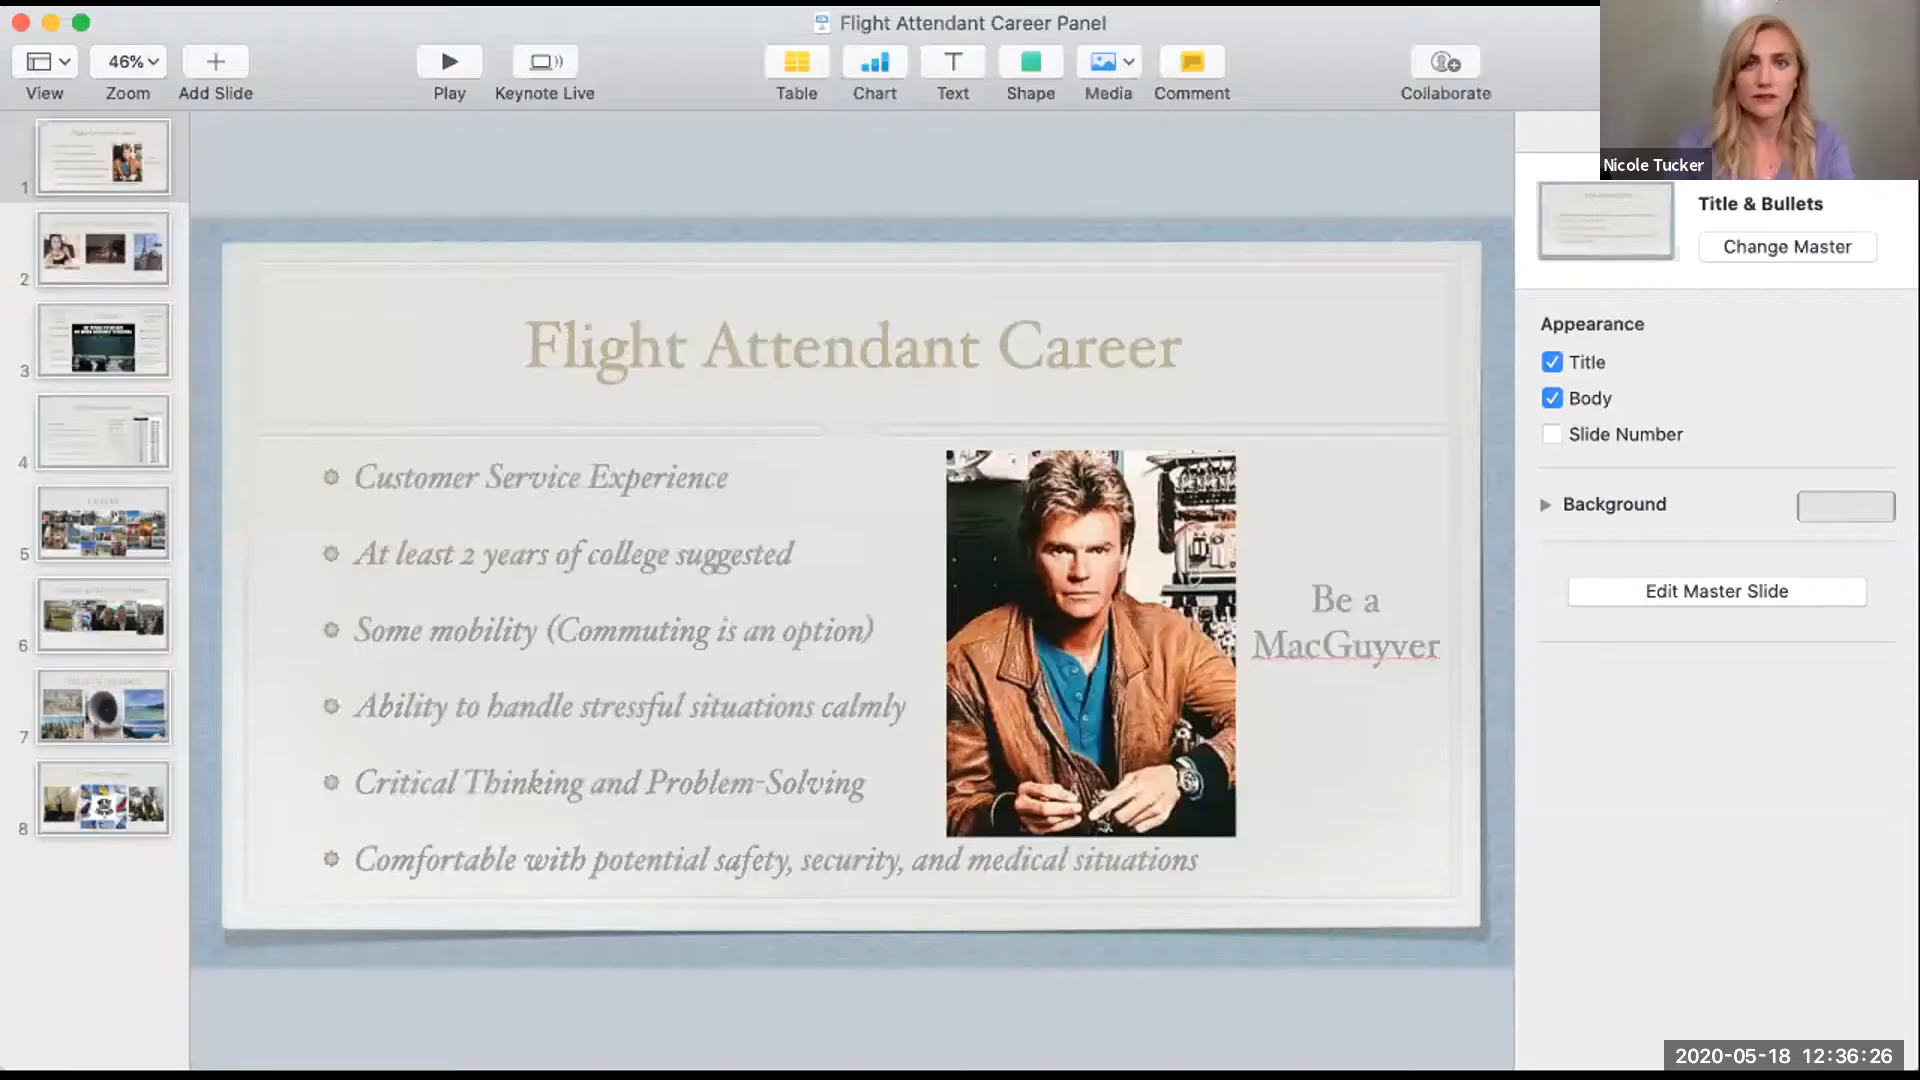 Flight Attendant Career Panel
46%
View
Zoom
Add Slide
Play
Keynote Live
Table
Chart
Text
Shape
Media
Comment
Collaborate
Nicole Tucker
1
2
3
4
5
6
7
8
Flight Attendant Career
Customer Service Experience
At least 2 years of college suggested
Some mobility (Commuting is an option)
Ability to handle stressful situations calmly
Critical Thinking and Problem-Solving
Comfortable with potential safety, security, and medical situations
Be a
MacGuyver
Title & Bullets
Change Master
Appearance
Title
Body
Slide Number
Background
Edit Master Slide
2020-05-18 12:36:26